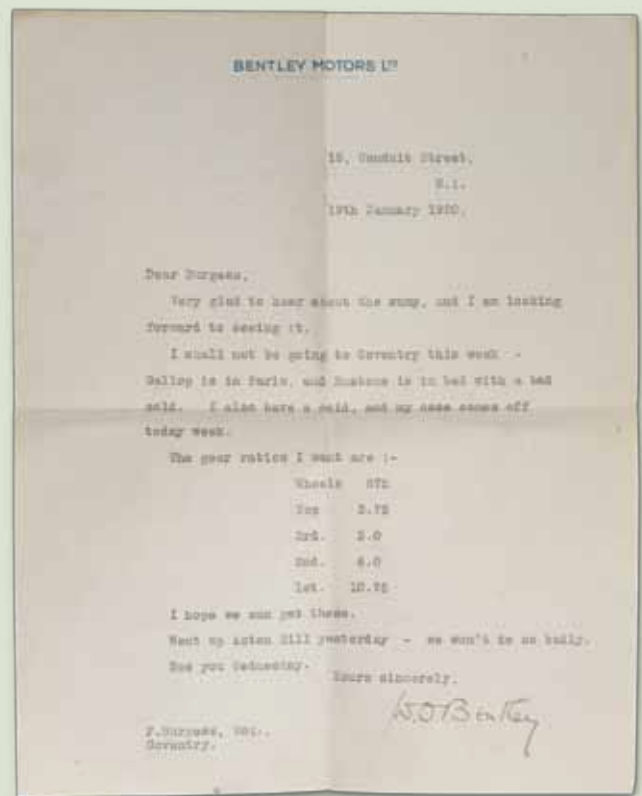 BENTLEY MOTORS LTD
Conduit Street,
W.1.
19th January 1920.
Dear Burgess,
Very glad to hear about the sump, and I am looking
forward to seeing it.
I shall not be going to Coventry this week -
Gallop is in Paris, and is in bed with a bad
cold. I also have a cold, and my case comes off
today week.
The gear ratios I want are :-
Wheels
Top 3.75
3rd. 5.0
2nd.
1st. 10.75
I hope we can get these.
Went up Aston Hill yesterday - we won't do so badly.
See you Wednesday.
Yours sincerely,
W.O Bentley
F.Burgess, Esq.,
Coventry.